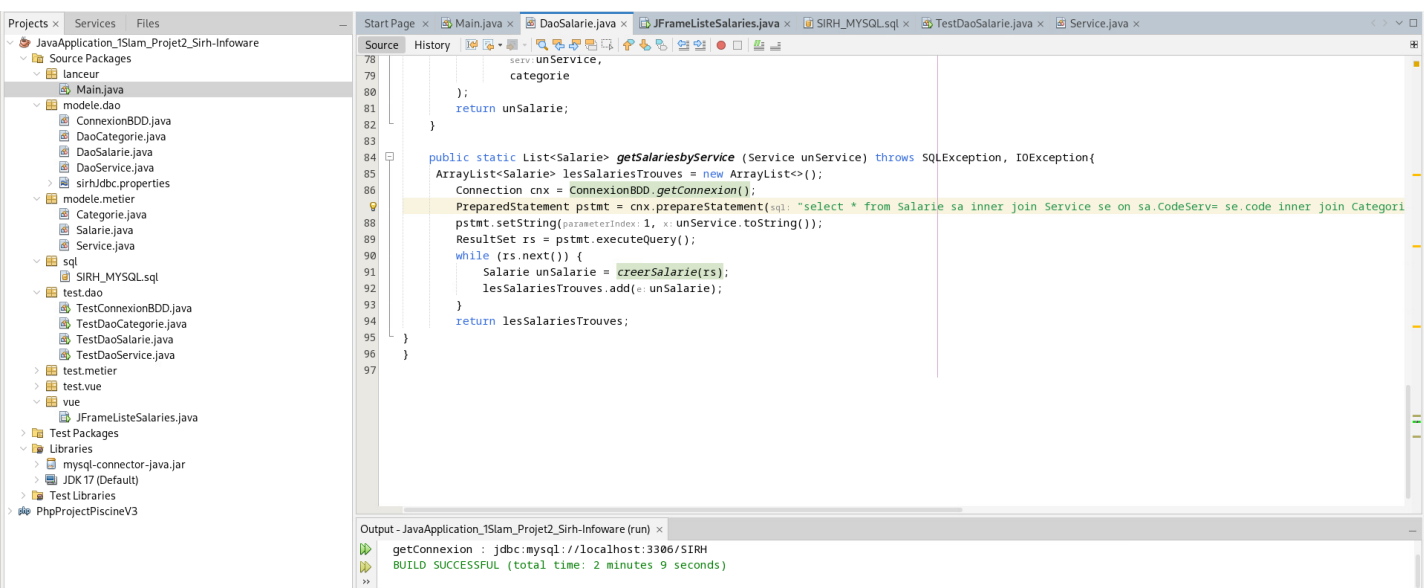 Projects × Services Files
JavaApplication_1Slam_Projet2_Sirh-Infoware
Source Packages
lanceur
Main.java
modele.dao
ConnexionBDD.java
DaoCategorie.java
DaoSalarie.java
DaoService.java
sirhJdbc.properties
modele.metier
Categorie.java
Salarie.java
Service.java
sql
SIRH_MYSQL.sql
test.dao
TestConnexionBDD.java
TestDaoCategorie.java
TestDaoSalarie.java
TestDaoService.java
test.metier
test.vue
vue
JFrameListeSalaries.java
Test Packages
Libraries
mysql-connector-java.jar
JDK 17 (Default)
Test Libraries
PhpProjectPiscineV3
Start Page × Main.java × DaoSalarie.java × JFrameListeSalaries.java × SIRH_MYSQL.sql × TestDaoSalarie.java × Service.java ×
Source History
78 serv: unService,
79 categorie
80 );
81 return unSalarie;
82 }
83
84 public static List<Salarie> getSalariesbyService (Service unService) throws SQLException, IOException{
85 ArrayList<Salarie> lesSalariesTrouves = new ArrayList<>();
86 Connection cnx = ConnexionBDD.getConnexion();
PreparedStatement pstmt = cnx.prepareStatement(sql: "select * from Salarie sa inner join Service se on sa.CodeServ= se.code inner join Categori
88 pstmt.setString(parameterIndex: 1, x: unService.toString());
89 ResultSet rs = pstmt.executeQuery();
90 while (rs.next()) {
91 Salarie unSalarie = creerSalarie(rs);
92 lesSalariesTrouves.add(e: unSalarie);
93 }
94 return lesSalariesTrouves;
95 }
96 }
97
Output - JavaApplication_1Slam_Projet2_Sirh-Infoware (run) ×
getConnexion : jdbc:mysql://localhost:3306/SIRH
BUILD SUCCESSFUL (total time: 2 minutes 9 seconds)